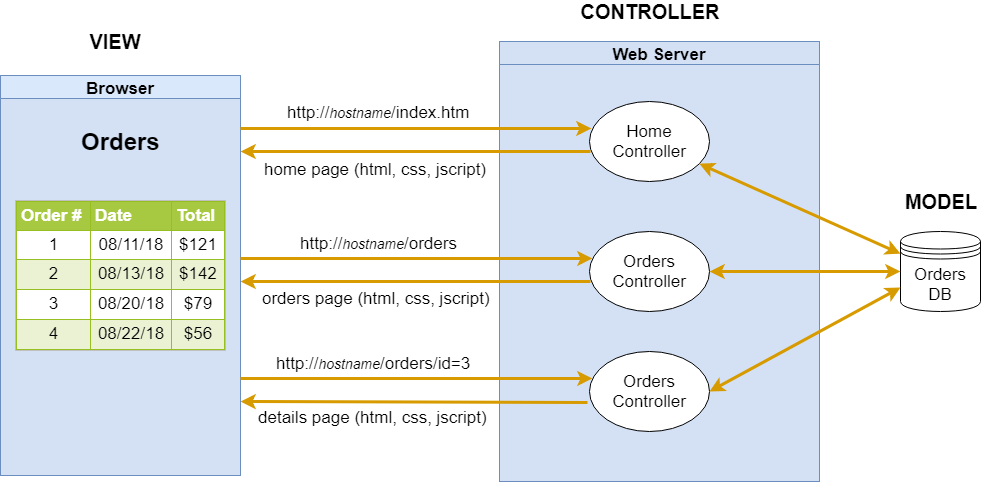 CONTROLLER
VIEW
Web Server
Browser
Orders
Order # Date Total
1 08/11/18 $121
2 08/13/18 $142
3 08/20/18 $79
4 08/22/18 $56
http://hostname/index.htm
home page (html, css, jscript)
http://hostname/orders
orders page (html, css, jscript)
http://hostname/orders/id=3
details page (html, css, jscript)
Home
Controller
Orders
Controller
Orders
Controller
MODEL
Orders
DB